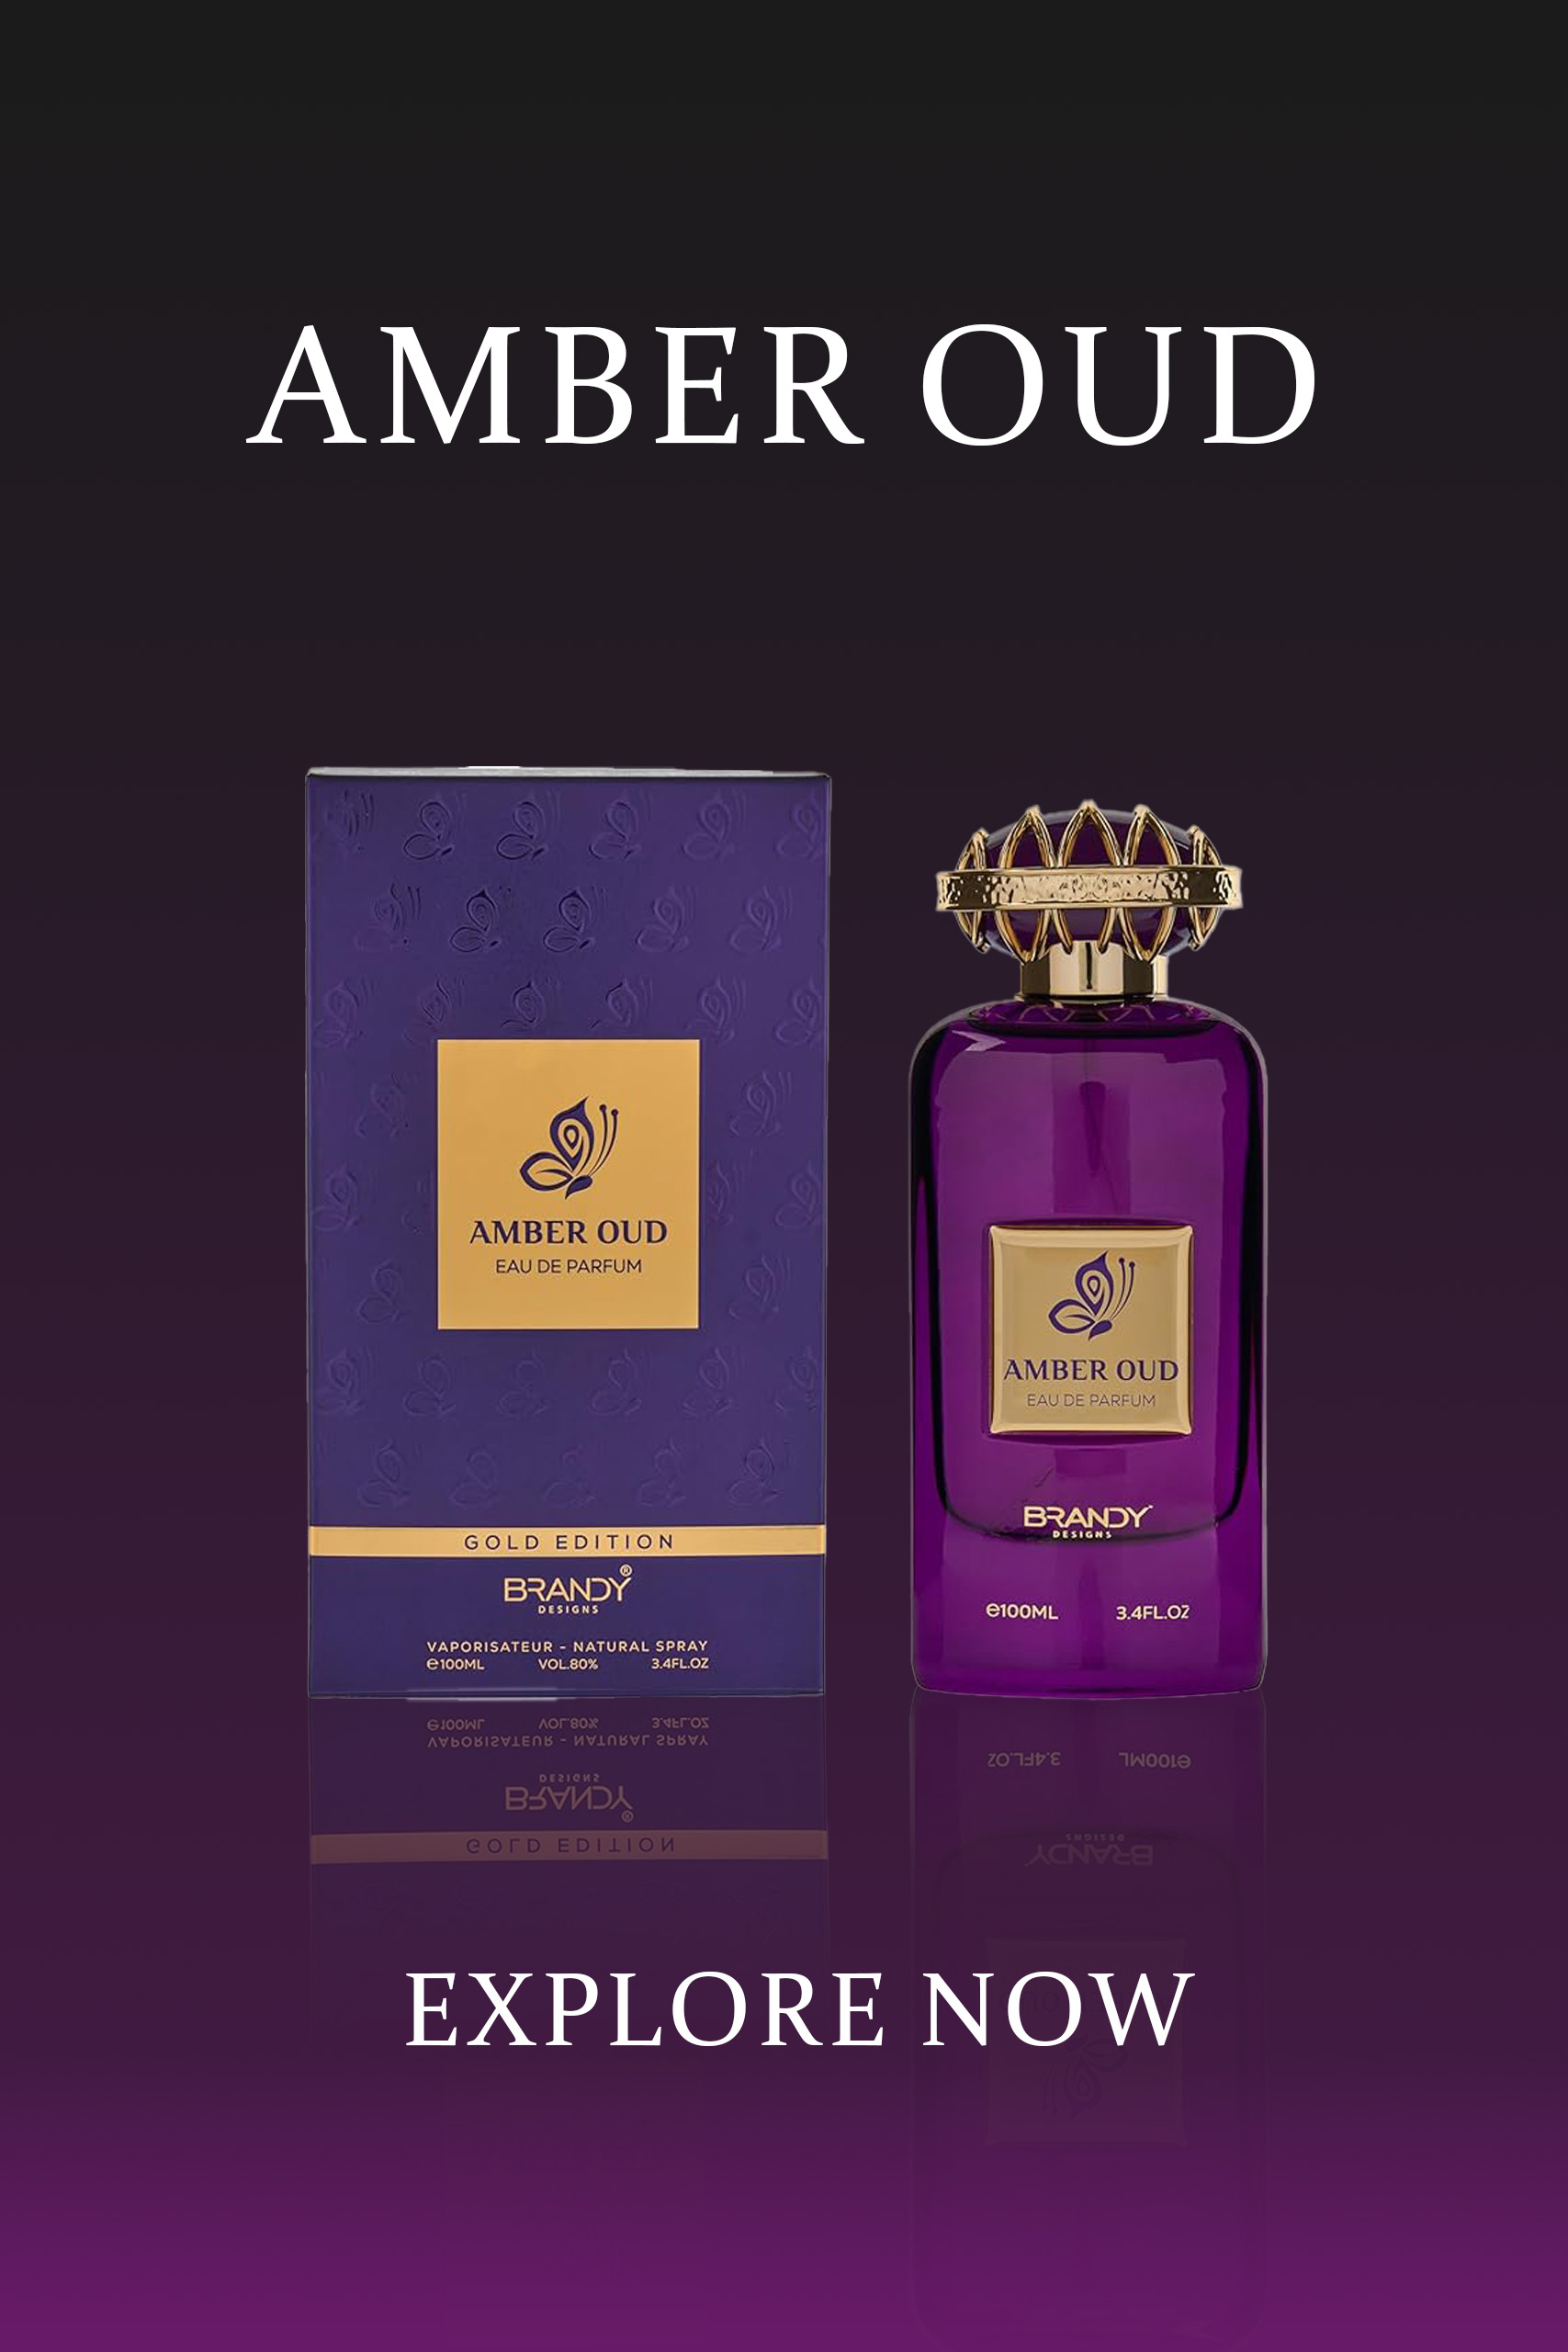 AMBER OUD
AMBER OUD
EAU DE PARFUM
GOLD EDITION
BRANDY®
DESIGNS
VAPORISATEUR - NATURAL SPRAY
℮100ML VOL.80% 3.4FL.OZ
AMBER OUD
EAU DE PARFUM
BRANDY™
DESIGNS
℮100ML 3.4FL.OZ
EXPLORE NOW